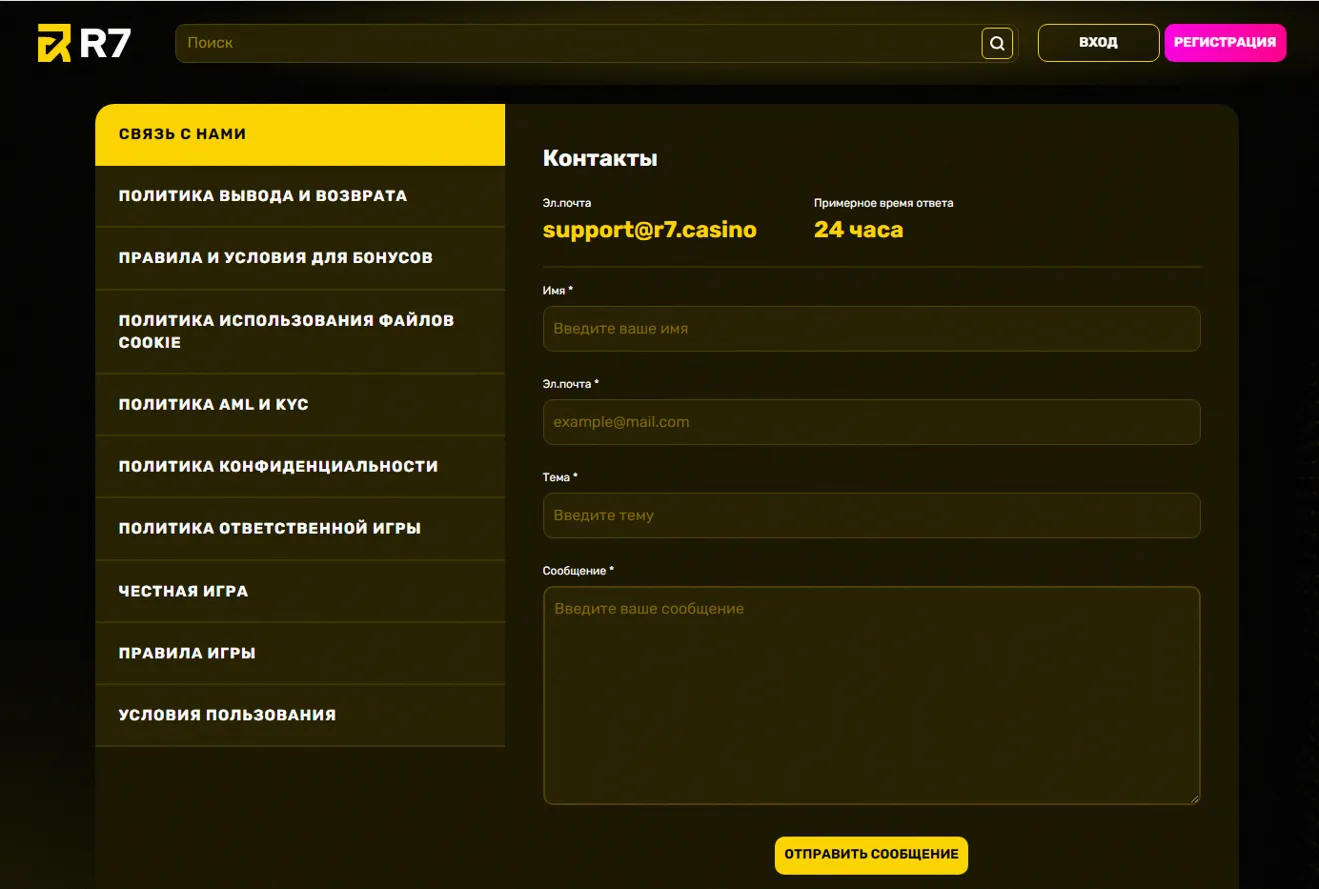 R7
Поиск
ВХОД
РЕГИСТРАЦИЯ
СВЯЗЬ С НАМИ
ПОЛИТИКА ВЫВОДА И ВОЗВРАТА
ПРАВИЛА И УСЛОВИЯ ДЛЯ БОНУСОВ
ПОЛИТИКА ИСПОЛЬЗОВАНИЯ ФАЙЛОВ
COOKIE
ПОЛИТИКА AML И KYC
ПОЛИТИКА КОНФИДЕНЦИАЛЬНОСТИ
ПОЛИТИКА ОТВЕТСТВЕННОЙ ИГРЫ
ЧЕСТНАЯ ИГРА
ПРАВИЛА ИГРЫ
УСЛОВИЯ ПОЛЬЗОВАНИЯ
Контакты
Эл.почта
support@r7.casino
Примерное время ответа
24 часа
Имя *
Введите ваше имя
Эл.почта *
example@mail.com
Тема *
Введите тему
Сообщение *
Введите ваше сообщение
ОТПРАВИТЬ СООБЩЕНИЕ